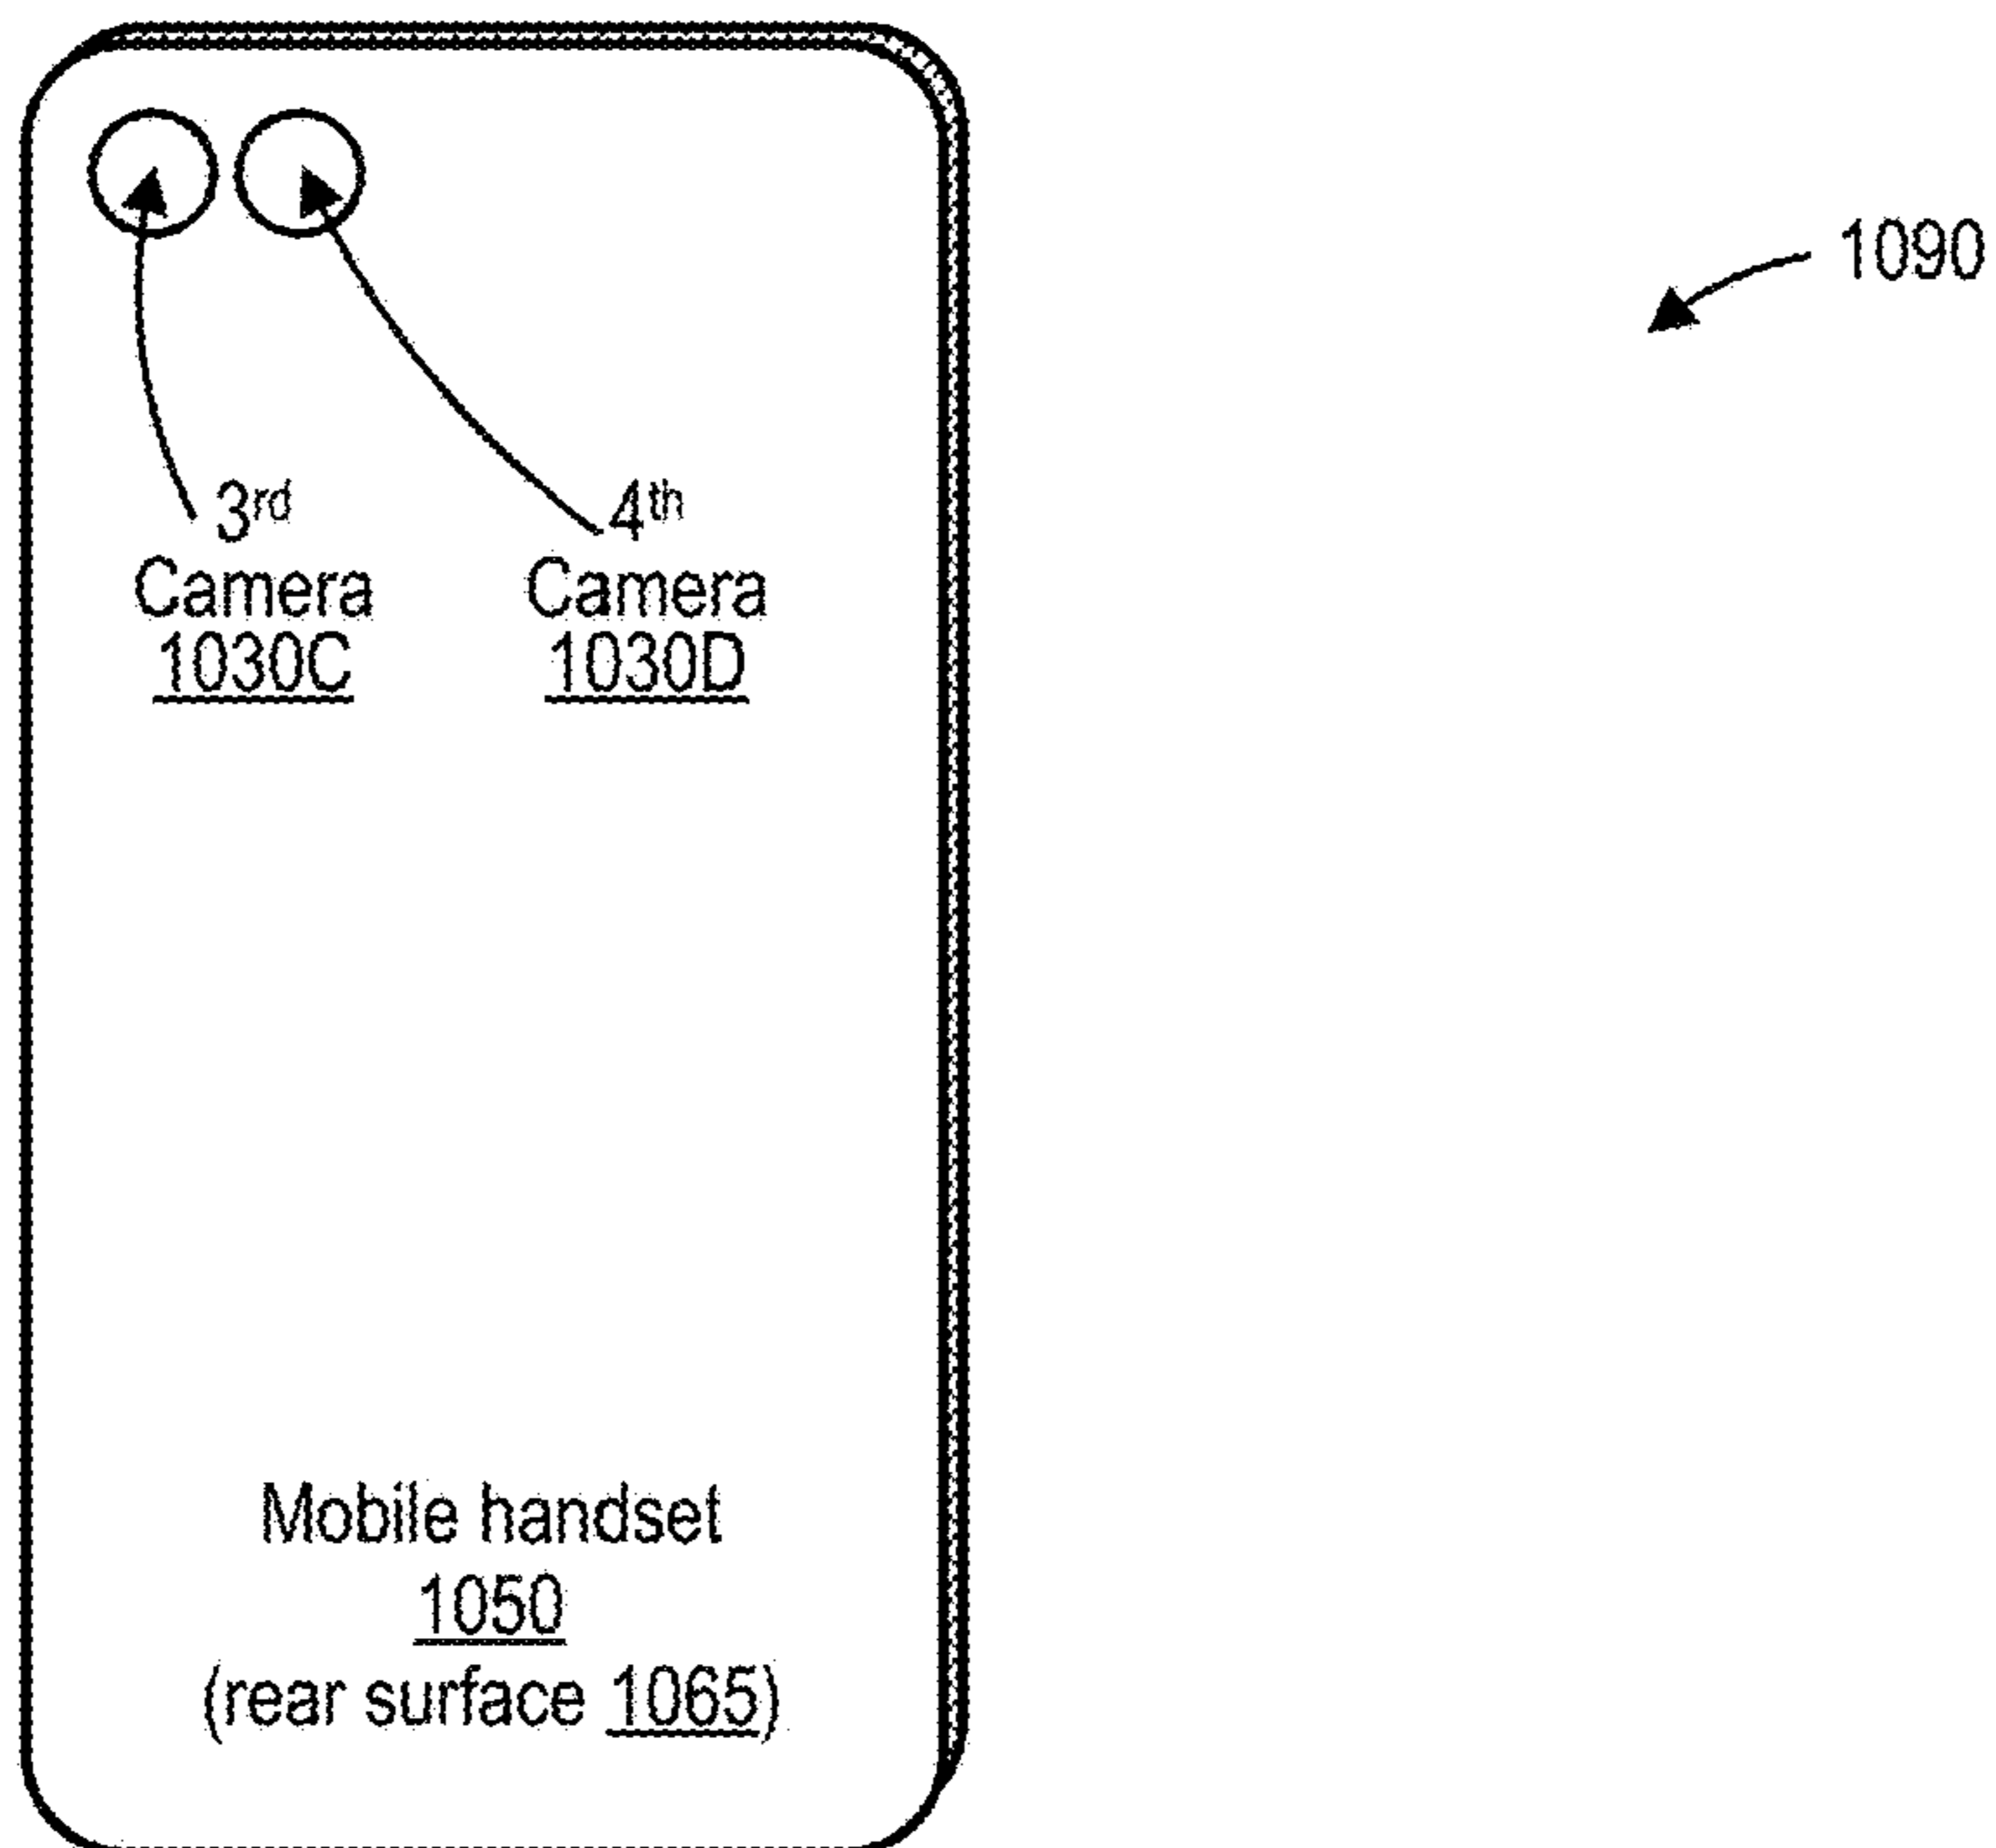 1090
3rd
Camera
1030C
4th
Camera
1030D
Mobile handset
1050
(rear surface 1065)